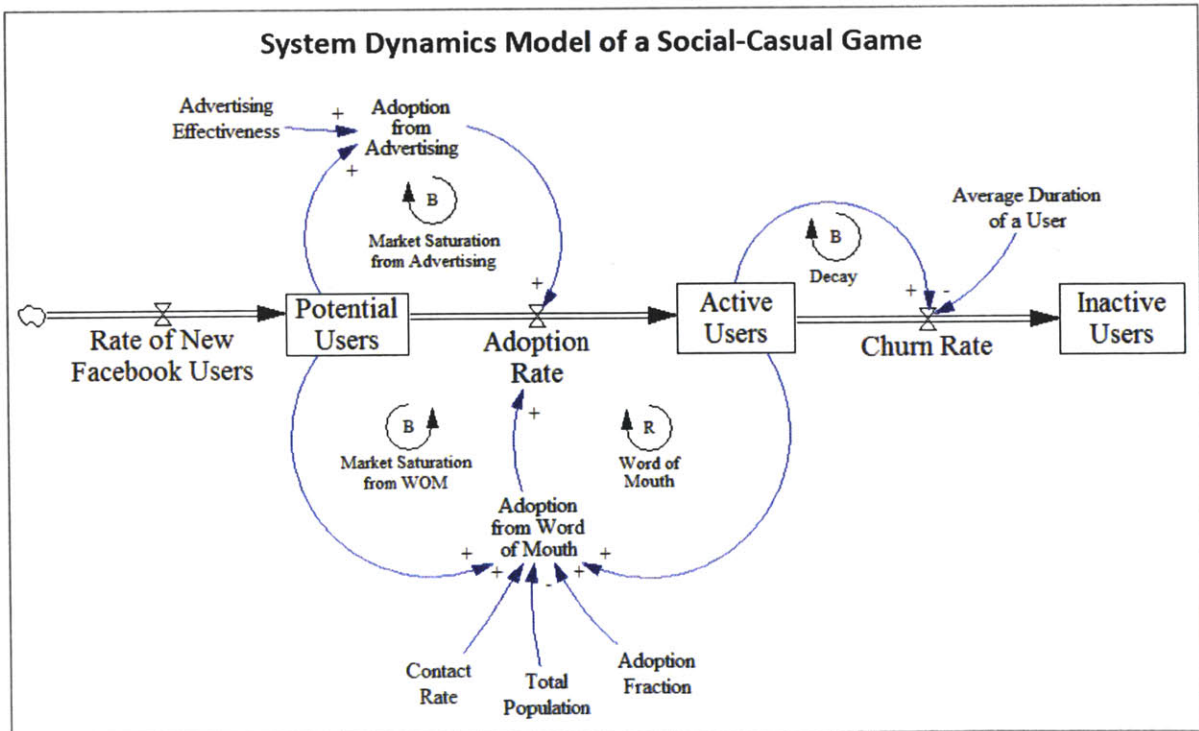 System Dynamics Model of a Social-Casual Game
Advertising
Effectiveness
+
Adoption
from
Advertising
+
B
Market Saturation
from Advertising
+
B
Decay
Average Duration
of a User
+
-
Rate of New
Facebook Users
Potential
Users
Adoption
Rate
Active
Users
Churn Rate
Inactive
Users
B
Market Saturation
from WOM
+
R
Word of
Mouth
Adoption
from Word
of Mouth
+
+
-
+
+
Contact
Rate
Total
Population
Adoption
Fraction